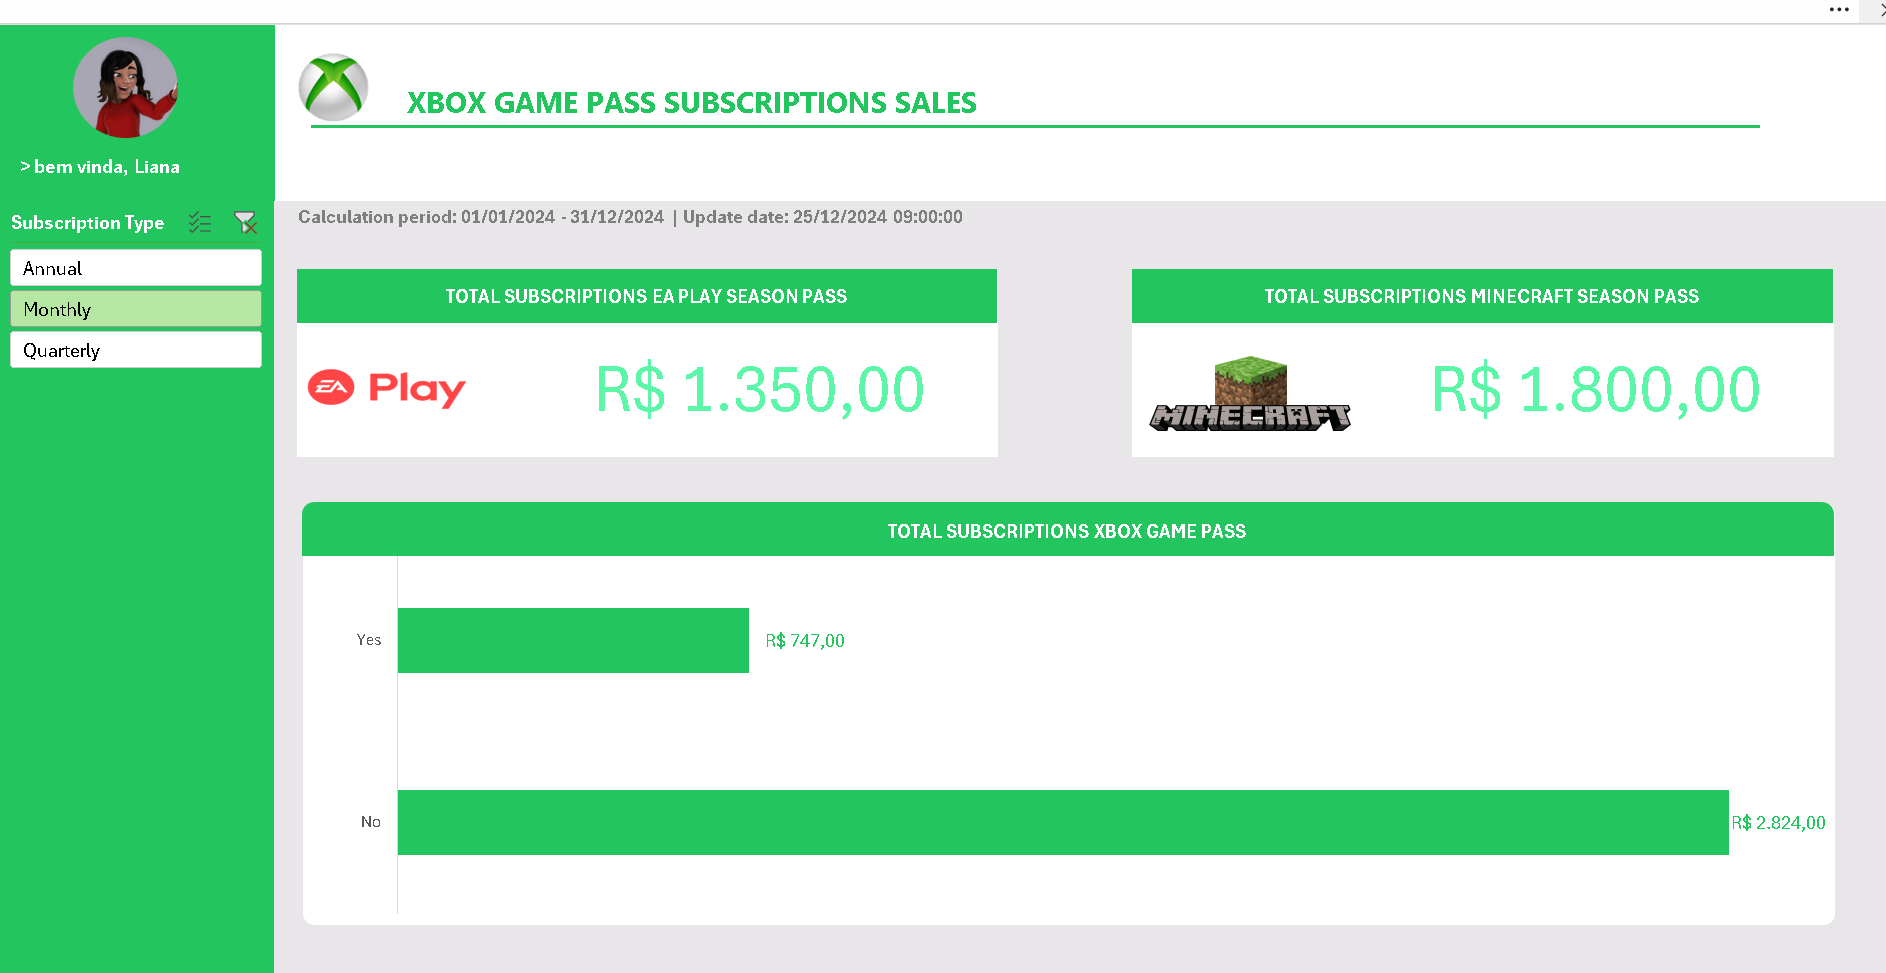 XBOX GAME PASS SUBSCRIPTIONS SALES
> bem vinda, Liana
Subscription Type
Annual
Monthly
Quarterly
Calculation period: 01/01/2024 - 31/12/2024 | Update date: 25/12/2024 09:00:00
TOTAL SUBSCRIPTIONS EA PLAY SEASON PASS
EA Play
R$ 1.350,00
TOTAL SUBSCRIPTIONS MINECRAFT SEASON PASS
MINECRAFT
R$ 1.800,00
TOTAL SUBSCRIPTIONS XBOX GAME PASS
Yes
R$ 747,00
No
R$ 2.824,00